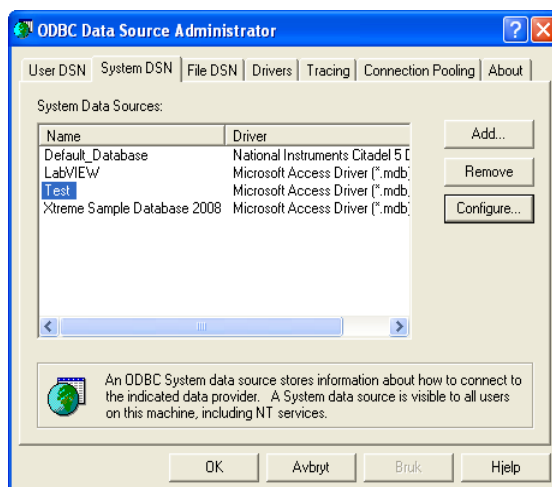 ODBC Data Source Administrator
User DSN System DSN File DSN Drivers Tracing Connection Pooling About
System Data Sources:
Name Driver
Default_Database National Instruments Citadel 5 D
LabVIEW Microsoft Access Driver (*.mdb)
Test Microsoft Access Driver (*.mdb,
Xtreme Sample Database 2008 Microsoft Access Driver (*.mdb)
Add...
Remove
Configure...
An ODBC System data source stores information about how to connect to
the indicated data provider. A System data source is visible to all users
on this machine, including NT services.
OK Avbryt Bruk Hjelp